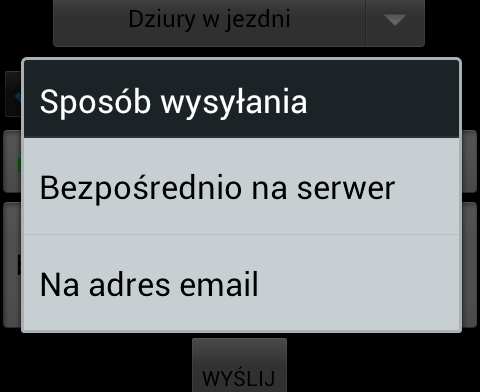 Dziury w jezdni
Sposób wysyłania
Bezpośrednio na serwer
Na adres email
WYŚLIJ